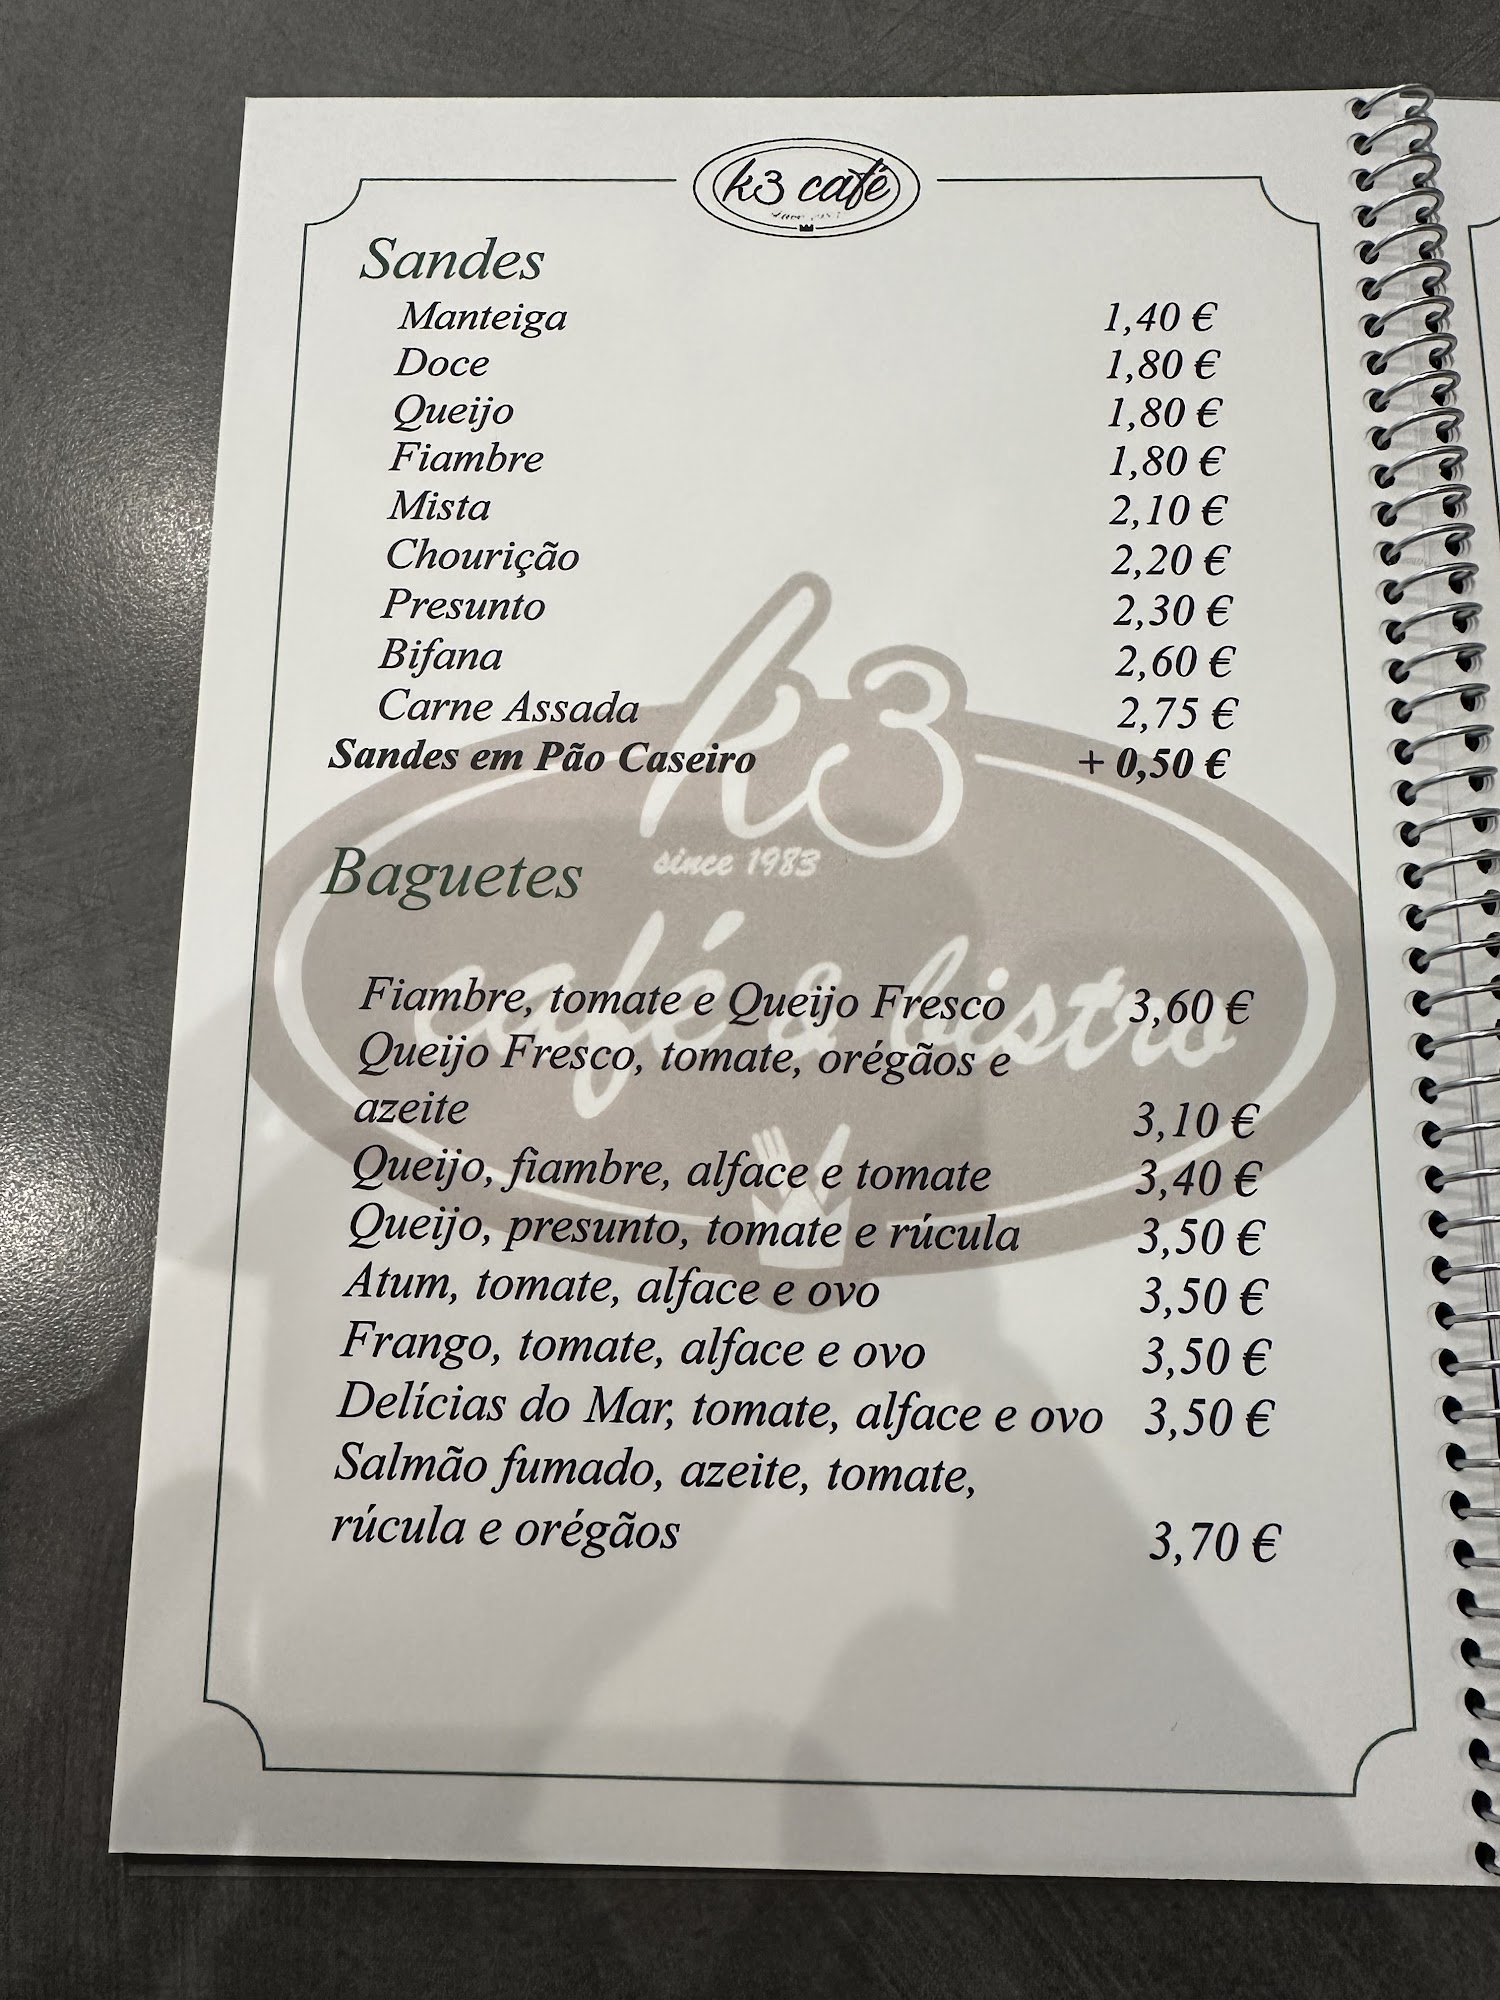 k3 café
Sandes
Manteiga 1,40 €
Doce 1,80 €
Queijo 1,80 €
Fiambre 1,80 €
Mista 2,10 €
Chourição 2,20 €
Presunto 2,30 €
Bifana 2,60 €
Carne Assada 2,75 €
Sandes em Pão Caseiro + 0,50 €
k3
since 1983
café & bistro
Baguetes
Fiambre, tomate e Queijo Fresco 3,60 €
Queijo Fresco, tomate, orégãos e
azeite 3,10 €
Queijo, fiambre, alface e tomate 3,40 €
Queijo, presunto, tomate e rúcula 3,50 €
Atum, tomate, alface e ovo 3,50 €
Frango, tomate, alface e ovo 3,50 €
Delícias do Mar, tomate, alface e ovo 3,50 €
Salmão fumado, azeite, tomate,
rúcula e orégãos 3,70 €